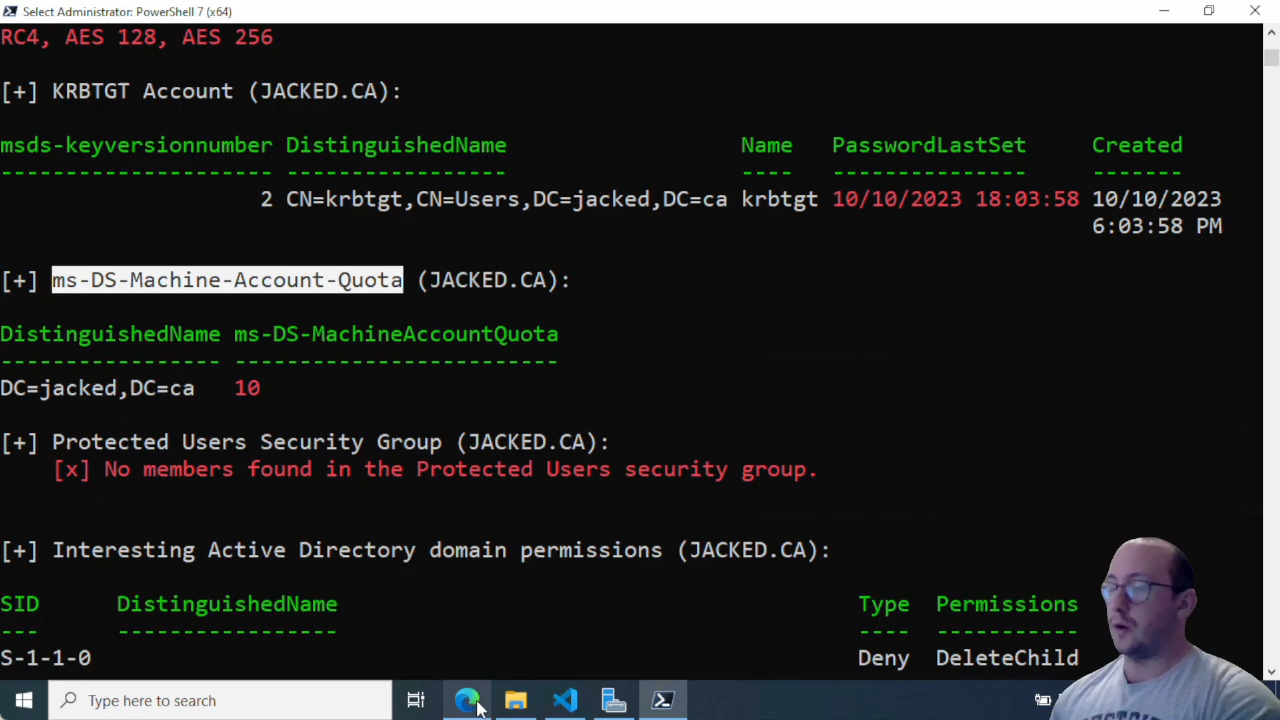 Select Administrator: PowerShell 7 (x64)
RC4, AES 128, AES 256
[+] KRBTGT Account (JACKED.CA):
msds-keyversionnumber DistinguishedName Name PasswordLastSet Created
--------------------- ----------------- ---- --------------- -------
2 CN=krbtgt,CN=Users,DC=jacked,DC=ca krbtgt 10/10/2023 18:03:58 10/10/2023
6:03:58 PM
[+] ms-DS-Machine-Account-Quota (JACKED.CA):
DistinguishedName ms-DS-MachineAccountQuota
----------------- -------------------------
DC=jacked,DC=ca 10
[+] Protected Users Security Group (JACKED.CA):
[x] No members found in the Protected Users security group.
[+] Interesting Active Directory domain permissions (JACKED.CA):
SID DistinguishedName Type Permissions
--- ----------------- ---- -----------
S-1-1-0 Deny DeleteChild
Type here to search